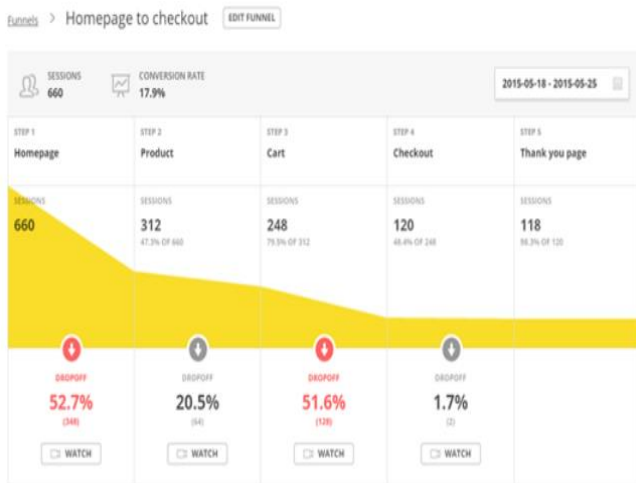 Funnels > Homepage to checkout EDIT FUNNEL
SESSIONS CONVERSION RATE
660 17.9% 2015-05-18 - 2015-05-25
STEP 1 STEP 2 STEP 3 STEP 4 STEP 5
Homepage Product Cart Checkout Thank you page
SESSIONS SESSIONS SESSIONS SESSIONS SESSIONS
660 312 248 120 118
47.3% OF 660 79.5% OF 312 48.4% OF 248 98.3% OF 120
DROPOFF DROPOFF DROPOFF DROPOFF
52.7% 20.5% 51.6% 1.7%
(348) (64) (128) (2)
WATCH WATCH WATCH WATCH